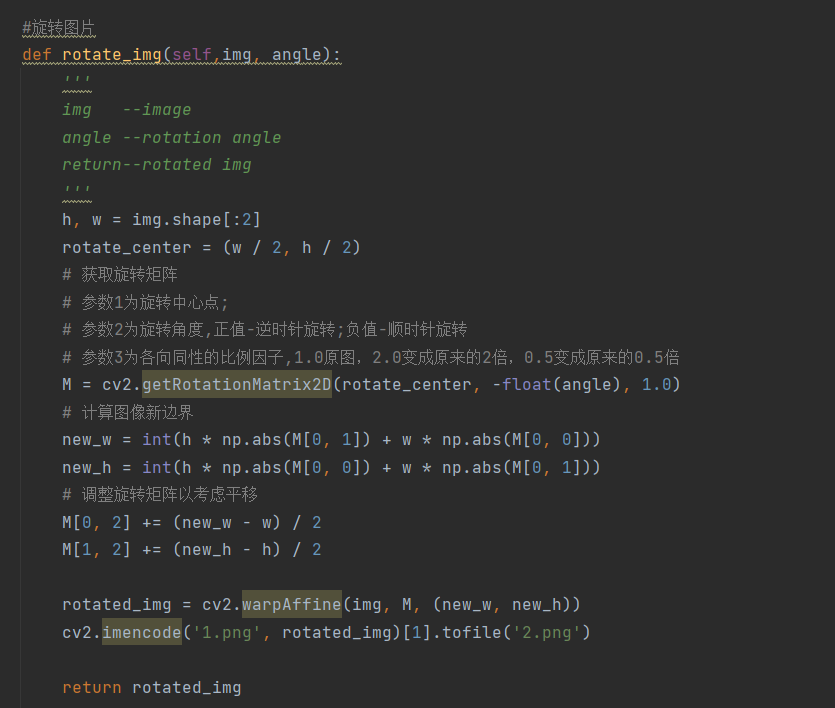 #旋转图片
def rotate_img(self,img, angle):
'''
img   --image
angle --rotation angle
return--rotated img
'''
h, w = img.shape[:2]
rotate_center = (w / 2, h / 2)
# 获取旋转矩阵
# 参数1为旋转中心点;
# 参数2为旋转角度,正值-逆时针旋转;负值-顺时针旋转
# 参数3为各向同性的比例因子,1.0原图，2.0变成原来的2倍，0.5变成原来的0.5倍
M = cv2.getRotationMatrix2D(rotate_center, -float(angle), 1.0)
# 计算图像新边界
new_w = int(h * np.abs(M[0, 1]) + w * np.abs(M[0, 0]))
new_h = int(h * np.abs(M[0, 0]) + w * np.abs(M[0, 1]))
# 调整旋转矩阵以考虑平移
M[0, 2] += (new_w - w) / 2
M[1, 2] += (new_h - h) / 2
rotated_img = cv2.warpAffine(img, M, (new_w, new_h))
cv2.imencode('1.png', rotated_img)[1].tofile('2.png')
return rotated_img